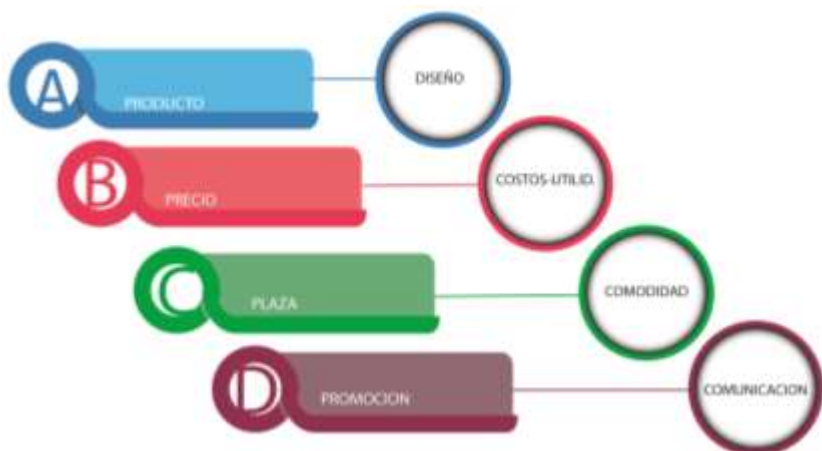 A
PRODUCTO
DISEÑO
B
PRECIO
COSTOS-UTILID.
C
PLAZA
COMODIDAD
D
PROMOCION
COMUNICACION